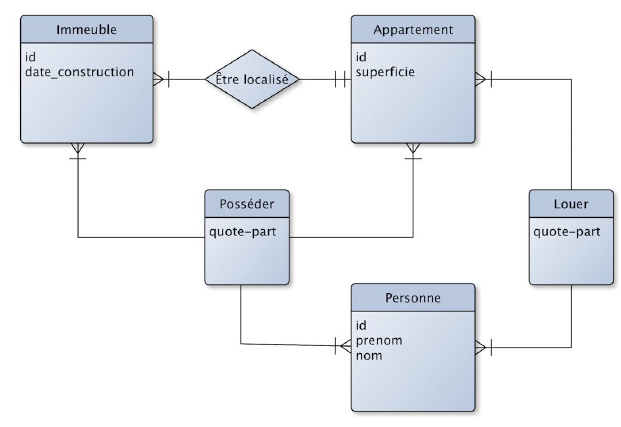 Immeuble
id
date_construction
Être localisé
Appartement
id
superficie
Posséder
quote-part
Louer
quote-part
Personne
id
prenom
nom